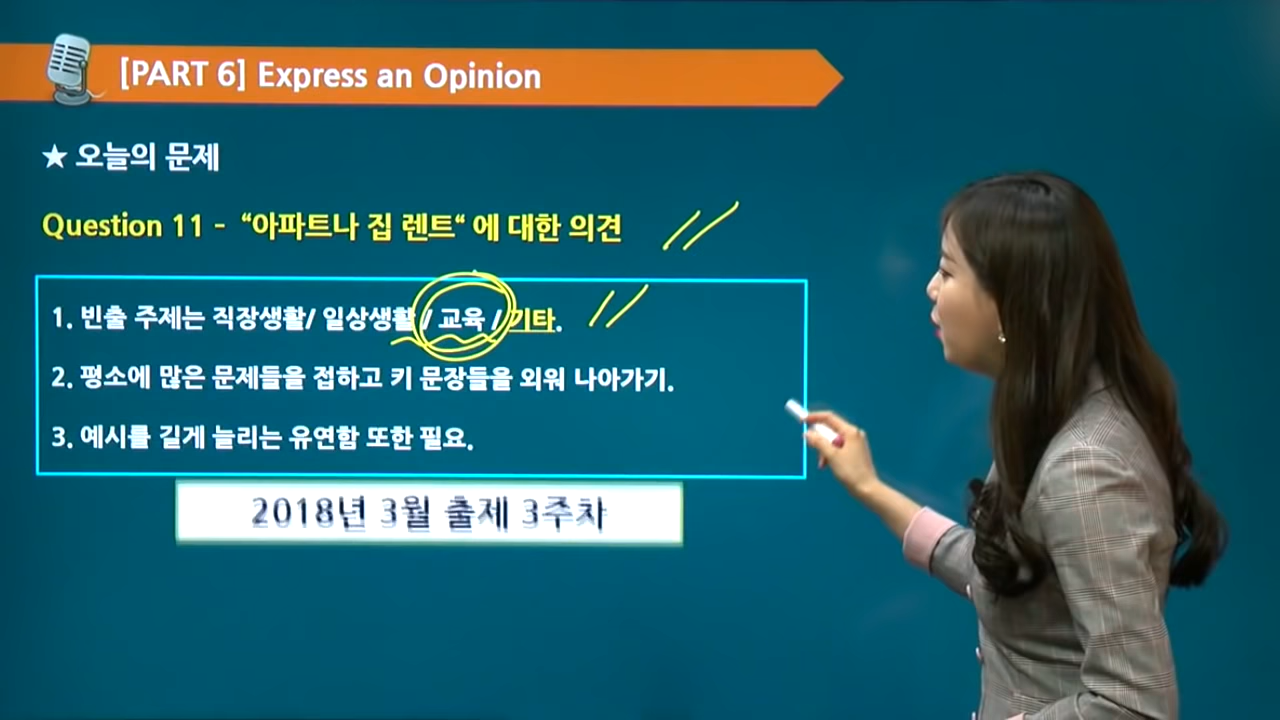 [PART 6] Express an Opinion
★ 오늘의 문제
Question 11 - “아파트나 집 렌트“ 에 대한 의견
1. 빈출 주제는 직장생활/ 일상생활 / 교육 / 기타.
2. 평소에 많은 문제들을 접하고 키 문장들을 외워 나아가기.
3. 예시를 길게 늘리는 유연함 또한 필요.
2018년 3월 출제 3주차